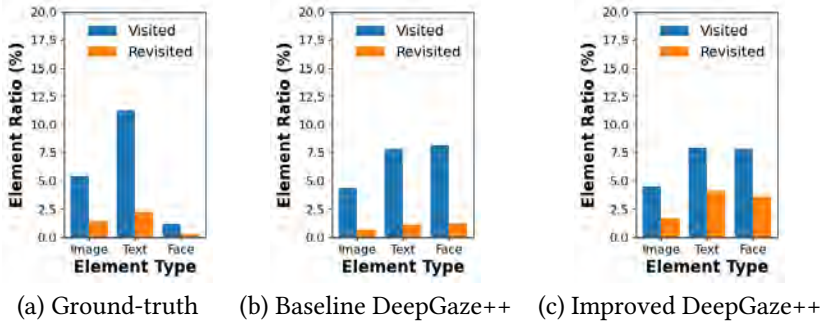 20.0
17.5
15.0
12.5
10.0
7.5
5.0
2.5
0.0
Element Ratio (%)
Visited
Revisited
Image Text Face
Element Type
(a) Ground-truth
20.0
17.5
15.0
12.5
10.0
7.5
5.0
2.5
0.0
Element Ratio (%)
Visited
Revisited
Image Text Face
Element Type
(b) Baseline DeepGaze++
20.0
17.5
15.0
12.5
10.0
7.5
5.0
2.5
0.0
Element Ratio (%)
Visited
Revisited
Image Text Face
Element Type
(c) Improved DeepGaze++